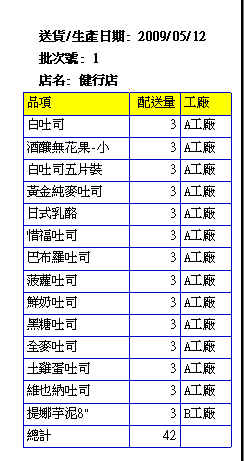 送貨/生產日期: 2009/05/12
批次號: 1
店名: 健行店
品項 配送量 工廠
白吐司 3 A工廠
酒釀無花果-小 3 A工廠
白吐司五片裝 3 A工廠
黃金純麥吐司 3 A工廠
日式乳酪 3 A工廠
惜福吐司 3 A工廠
巴布羅吐司 3 A工廠
菠蘿吐司 3 A工廠
鮮奶吐司 3 A工廠
黑糖吐司 3 A工廠
全麥吐司 3 A工廠
土雞蛋吐司 3 A工廠
維也納吐司 3 A工廠
提娜芋泥8" 3 B工廠
總計 42